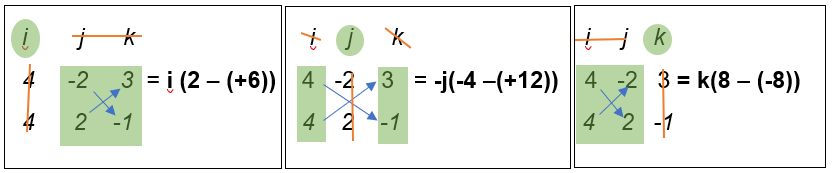 i j k
4 -2 3 = i (2 – (+6))
4 2 -1
i j k
4 -2 3 = -j(-4 –(+12))
4 2 -1
i j k
4 -2 3 = k(8 – (-8))
4 2 -1